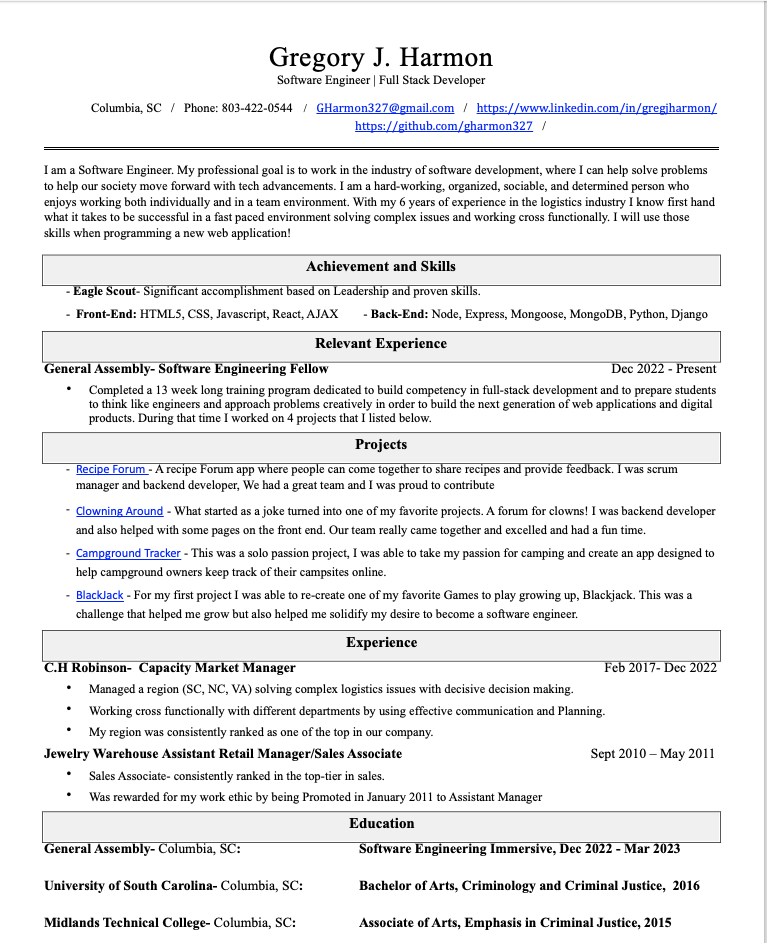 Gregory J. Harmon
Software Engineer | Full Stack Developer
Columbia, SC / Phone: 803-422-0544 / GHarmon327@gmail.com / https://www.linkedin.com/in/gregjharmon/
https://github.com/gharmon327 /
I am a Software Engineer. My professional goal is to work in the industry of software development, where I can help solve problems
to help our society move forward with tech advancements. I am a hard-working, organized, sociable, and determined person who
enjoys working both individually and in a team environment. With my 6 years of experience in the logistics industry I know first hand
what it takes to be successful in a fast paced environment solving complex issues and working cross functionally. I will use those
skills when programming a new web application!
Achievement and Skills
- Eagle Scout- Significant accomplishment based on Leadership and proven skills.
- Front-End: HTML5, CSS, Javascript, React, AJAX - Back-End: Node, Express, Mongoose, MongoDB, Python, Django
Relevant Experience
General Assembly- Software Engineering Fellow Dec 2022 - Present
• Completed a 13 week long training program dedicated to build competency in full-stack development and to prepare students
to think like engineers and approach problems creatively in order to build the next generation of web applications and digital
products. During that time I worked on 4 projects that I listed below.
Projects
- Recipe Forum - A recipe Forum app where people can come together to share recipes and provide feedback. I was scrum
manager and backend developer, We had a great team and I was proud to contribute
- Clowning Around - What started as a joke turned into one of my favorite projects. A forum for clowns! I was backend developer
and also helped with some pages on the front end. Our team really came together and excelled and had a fun time.
- Campground Tracker - This was a solo passion project, I was able to take my passion for camping and create an app designed to
help campground owners keep track of their campsites online.
- BlackJack - For my first project I was able to re-create one of my favorite Games to play growing up, Blackjack. This was a
challenge that helped me grow but also helped me solidify my desire to become a software engineer.
Experience
C.H Robinson- Capacity Market Manager Feb 2017- Dec 2022
• Managed a region (SC, NC, VA) solving complex logistics issues with decisive decision making.
• Working cross functionally with different departments by using effective communication and Planning.
• My region was consistently ranked as one of the top in our company.
Jewelry Warehouse Assistant Retail Manager/Sales Associate Sept 2010 – May 2011
• Sales Associate- consistently ranked in the top-tier in sales.
• Was rewarded for my work ethic by being Promoted in January 2011 to Assistant Manager
Education
General Assembly- Columbia, SC: Software Engineering Immersive, Dec 2022 - Mar 2023
University of South Carolina- Columbia, SC: Bachelor of Arts, Criminology and Criminal Justice, 2016
Midlands Technical College- Columbia, SC: Associate of Arts, Emphasis in Criminal Justice, 2015